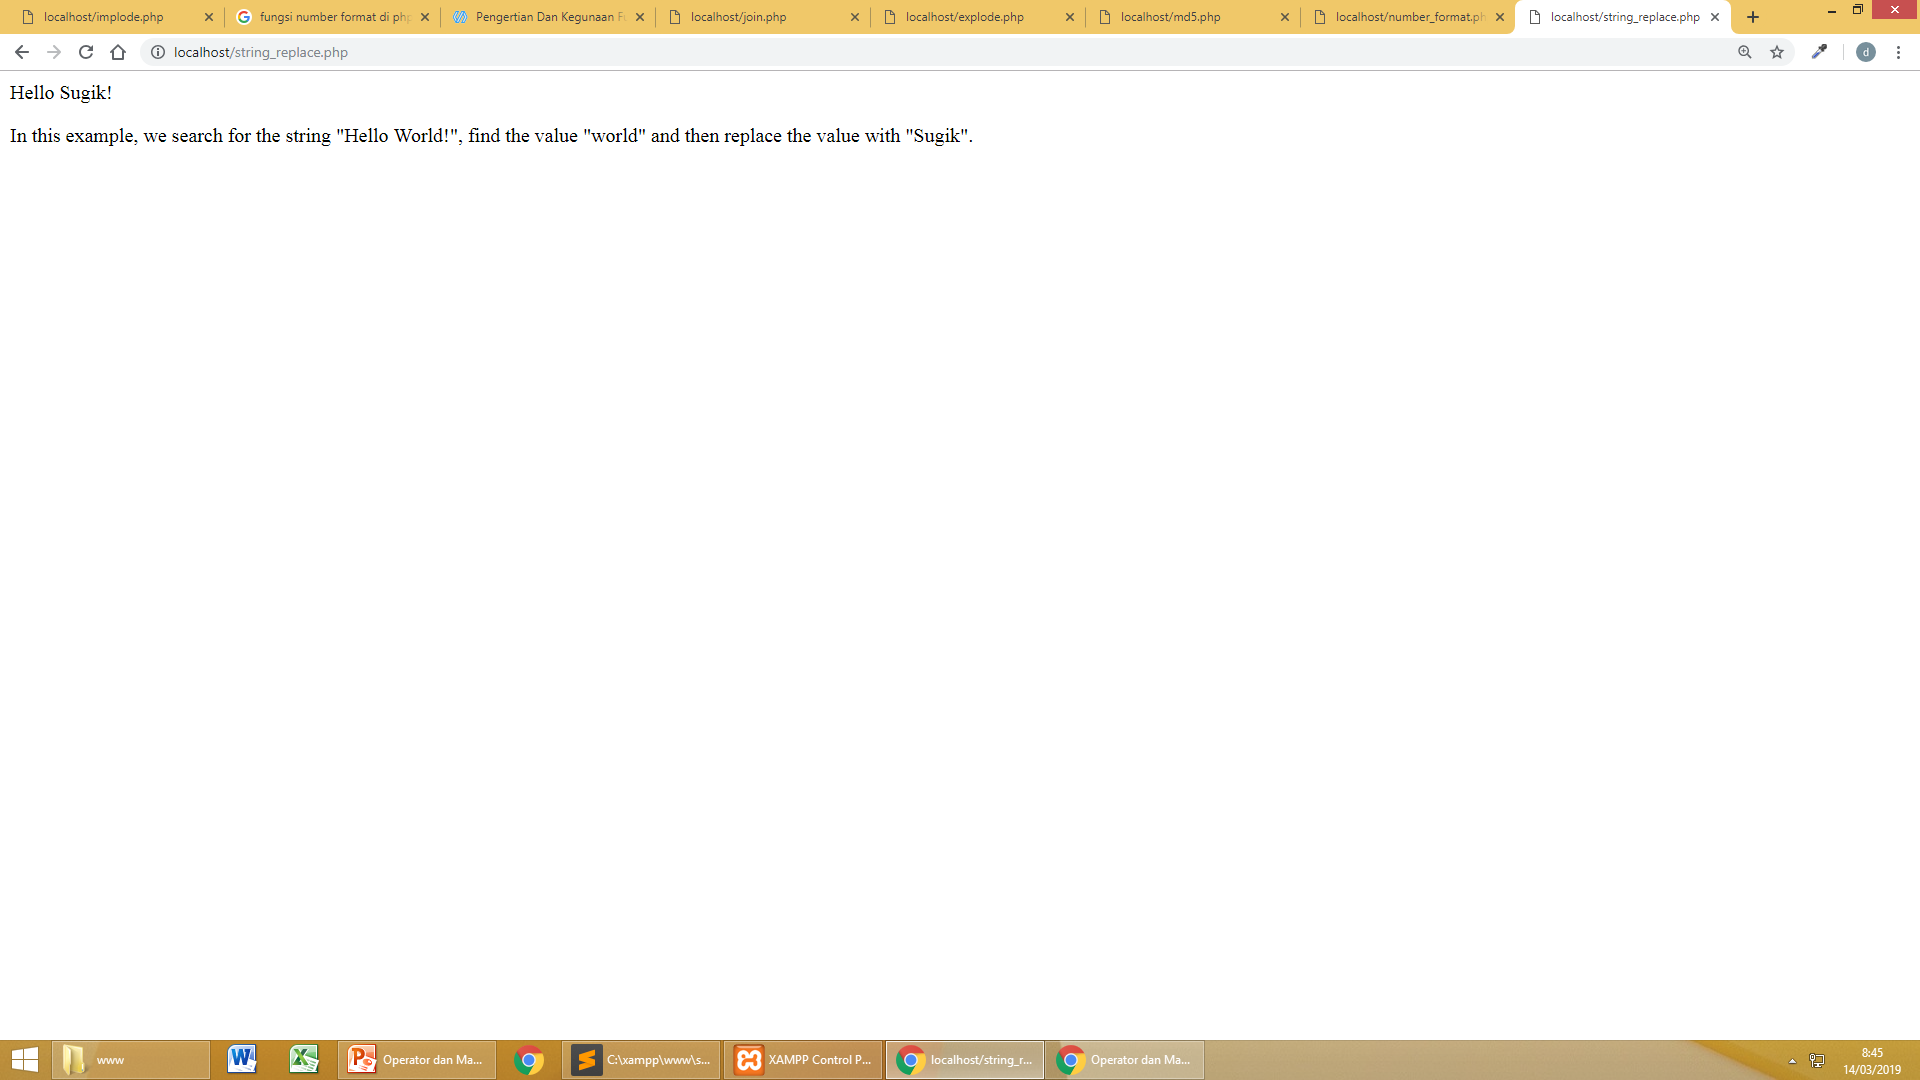 localhost/implode.php
fungsi number format di php
Pengertian Dan Kegunaan Fu
localhost/join.php
localhost/explode.php
localhost/md5.php
localhost/number_format.ph
localhost/string_replace.php
localhost/string_replace.php
d
Hello Sugik!
In this example, we search for the string "Hello World!", find the value "world" and then replace the value with "Sugik".
www
Operator dan Ma...
C:\xampp\www\s...
XAMPP Control P...
localhost/string_r...
Operator dan Ma...
8:45
14/03/2019